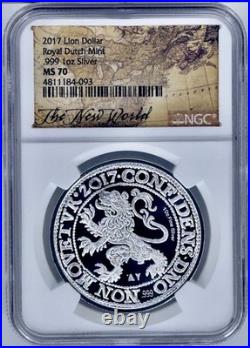 2017 Lion Dollar
Royal Dutch Mint
.999 1oz Silver
MS 70
4811184-093
The New World
NGC
2017 · CONFIDENS · DNO · NON · MOVETVR
.999